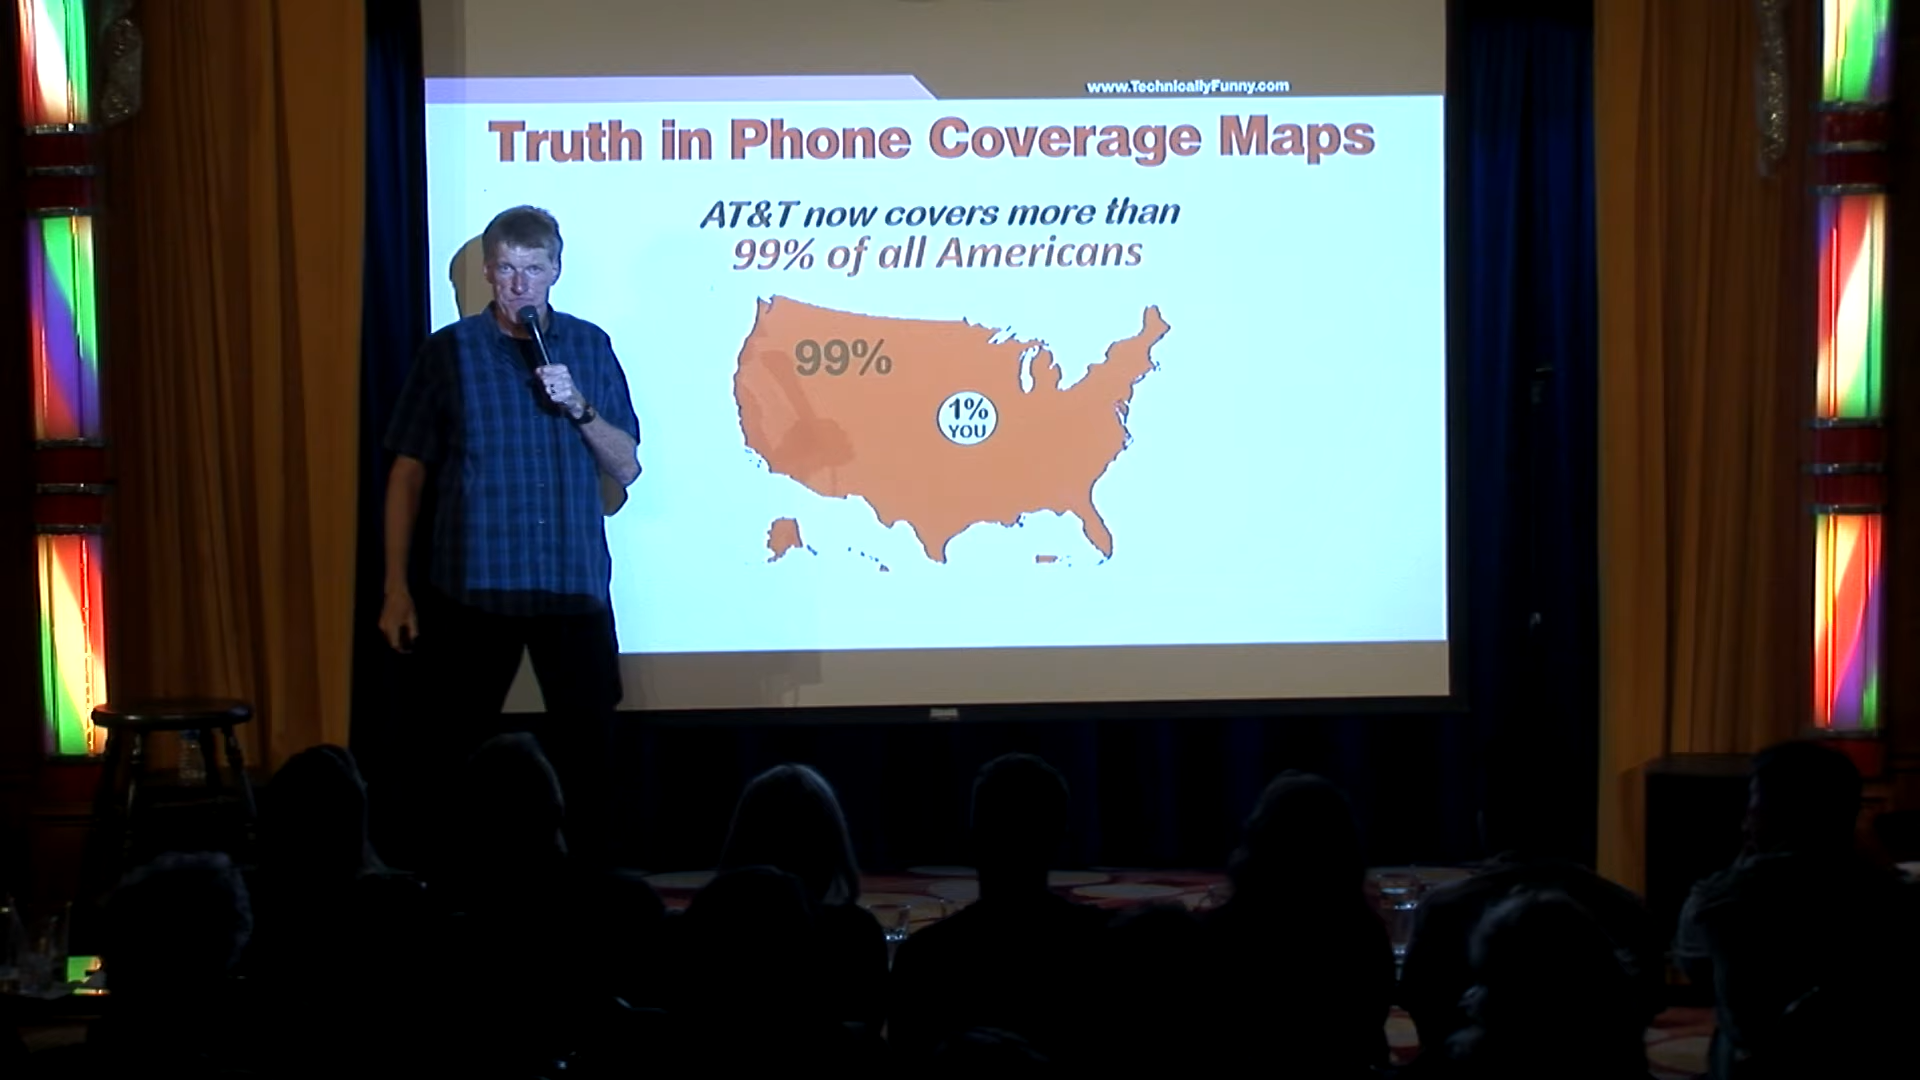 www.TechnicallyFunny.com
Truth in Phone Coverage Maps
AT&T now covers more than
99% of all Americans
99%
1%
YOU